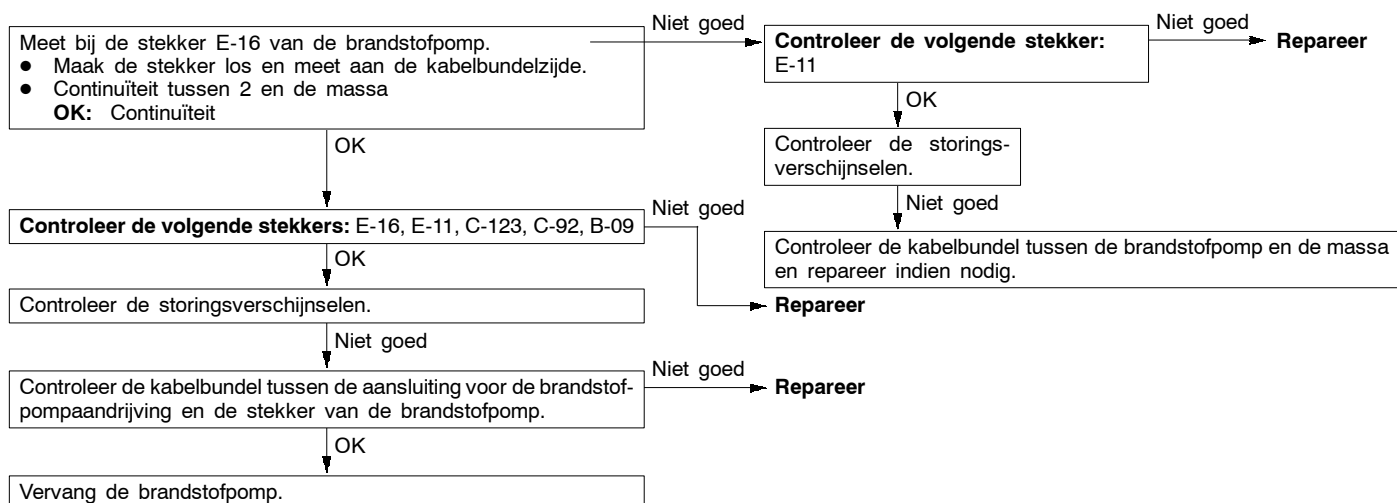 Meet bij de stekker E-16 van de brandstofpomp.
● Maak de stekker los en meet aan de kabelbundelzijde.
● Continuïteit tussen 2 en de massa
OK: Continuïteit
Niet goed
Controleer de volgende stekker:
E-11
Niet goed
Repareer
OK
Controleer de storings-
verschijnselen.
Niet goed
Controleer de kabelbundel tussen de brandstofpomp en de massa
en repareer indien nodig.
OK
Controleer de volgende stekkers: E-16, E-11, C-123, C-92, B-09
Niet goed
Repareer
OK
Controleer de storingsverschijnselen.
Niet goed
Controleer de kabelbundel tussen de aansluiting voor de brandstof-
pompaandrijving en de stekker van de brandstofpomp.
Niet goed
Repareer
OK
Vervang de brandstofpomp.